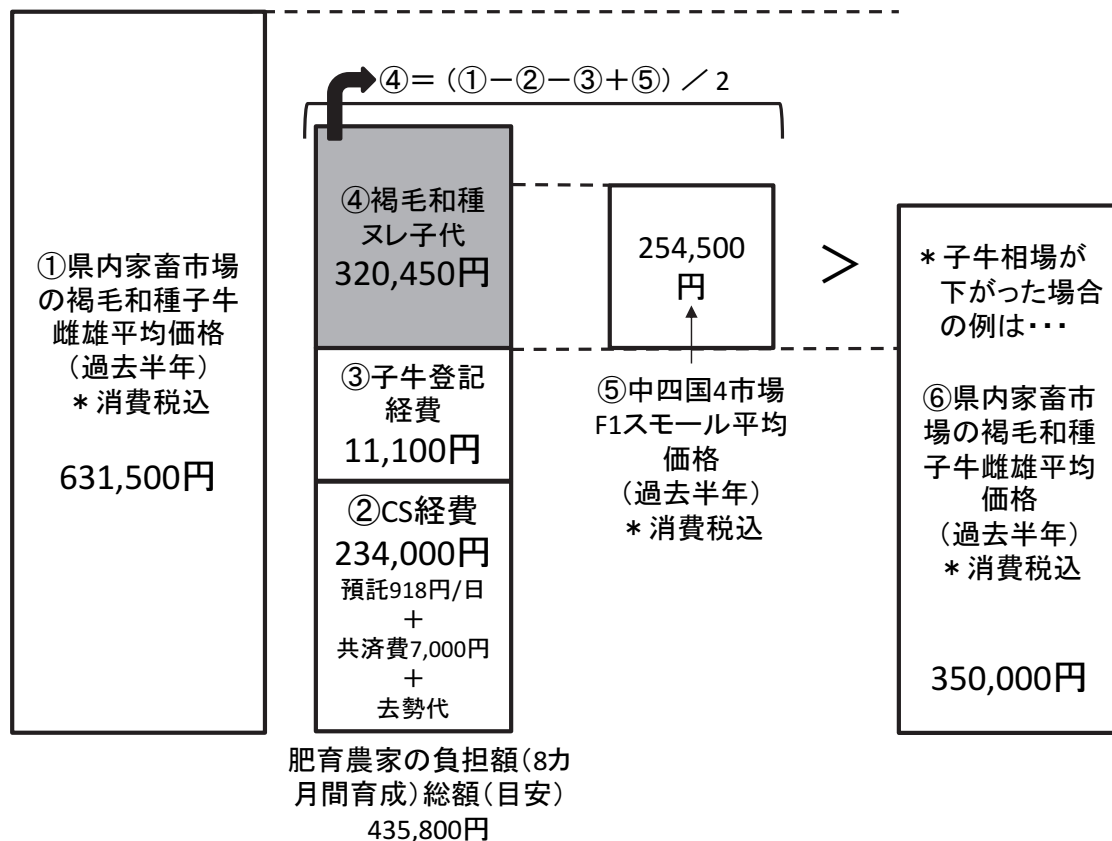 ④＝（①－②－③＋⑤）／2
①県内家畜市場
の褐毛和種子牛
雌雄平均価格
（過去半年）
＊消費税込
631,500円
④褐毛和種
ヌレ子代
320,450円
③子牛登記
経費
11,100円
②CS経費
234,000円
預託918円/日
＋
共済費7,000円
＋
去勢代
肥育農家の負担額（8カ
月間育成）総額（目安）
435,800円
254,500
円
⑤中四国4市場
F1スモール平均
価格
（過去半年）
＊消費税込
＞
＊子牛相場が
下がった場合
の例は・・・
⑥県内家畜市
場の褐毛和種
子牛雌雄平均
価格
（過去半年）
＊消費税込
350,000円